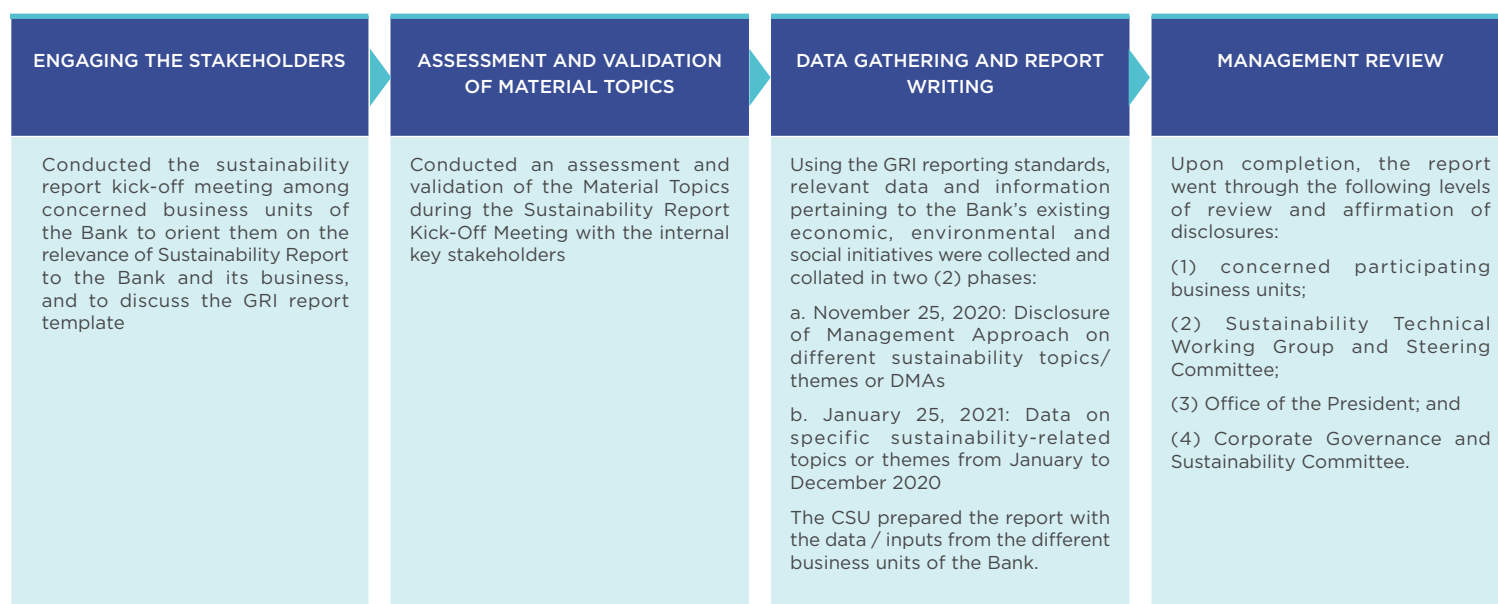 ENGAGING THE STAKEHOLDERS
Conducted the sustainability
report kick-off meeting among
concerned business units of
the Bank to orient them on the
relevance of Sustainability Report
to the Bank and its business,
and to discuss the GRI report
template
ASSESSMENT AND VALIDATION
OF MATERIAL TOPICS
Conducted an assessment and
validation of the Material Topics
during the Sustainability Report
Kick-Off Meeting with the internal
key stakeholders
DATA GATHERING AND REPORT
WRITING
Using the GRI reporting standards,
relevant data and information
pertaining to the Bank's existing
economic, environmental and
social initiatives were collected and
collated in two (2) phases:
a. November 25, 2020: Disclosure
of Management Approach on
different sustainability topics/
themes or DMAs
b. January 25, 2021: Data on
specific sustainability-related
topics or themes from January to
December 2020
The CSU prepared the report with
the data / inputs from the different
business units of the Bank.
MANAGEMENT REVIEW
Upon completion, the report
went through the following levels
of review and affirmation of
disclosures:
(1) concerned participating
business units;
(2) Sustainability Technical
Working Group and Steering
Committee;
(3) Office of the President; and
(4) Corporate Governance and
Sustainability Committee.